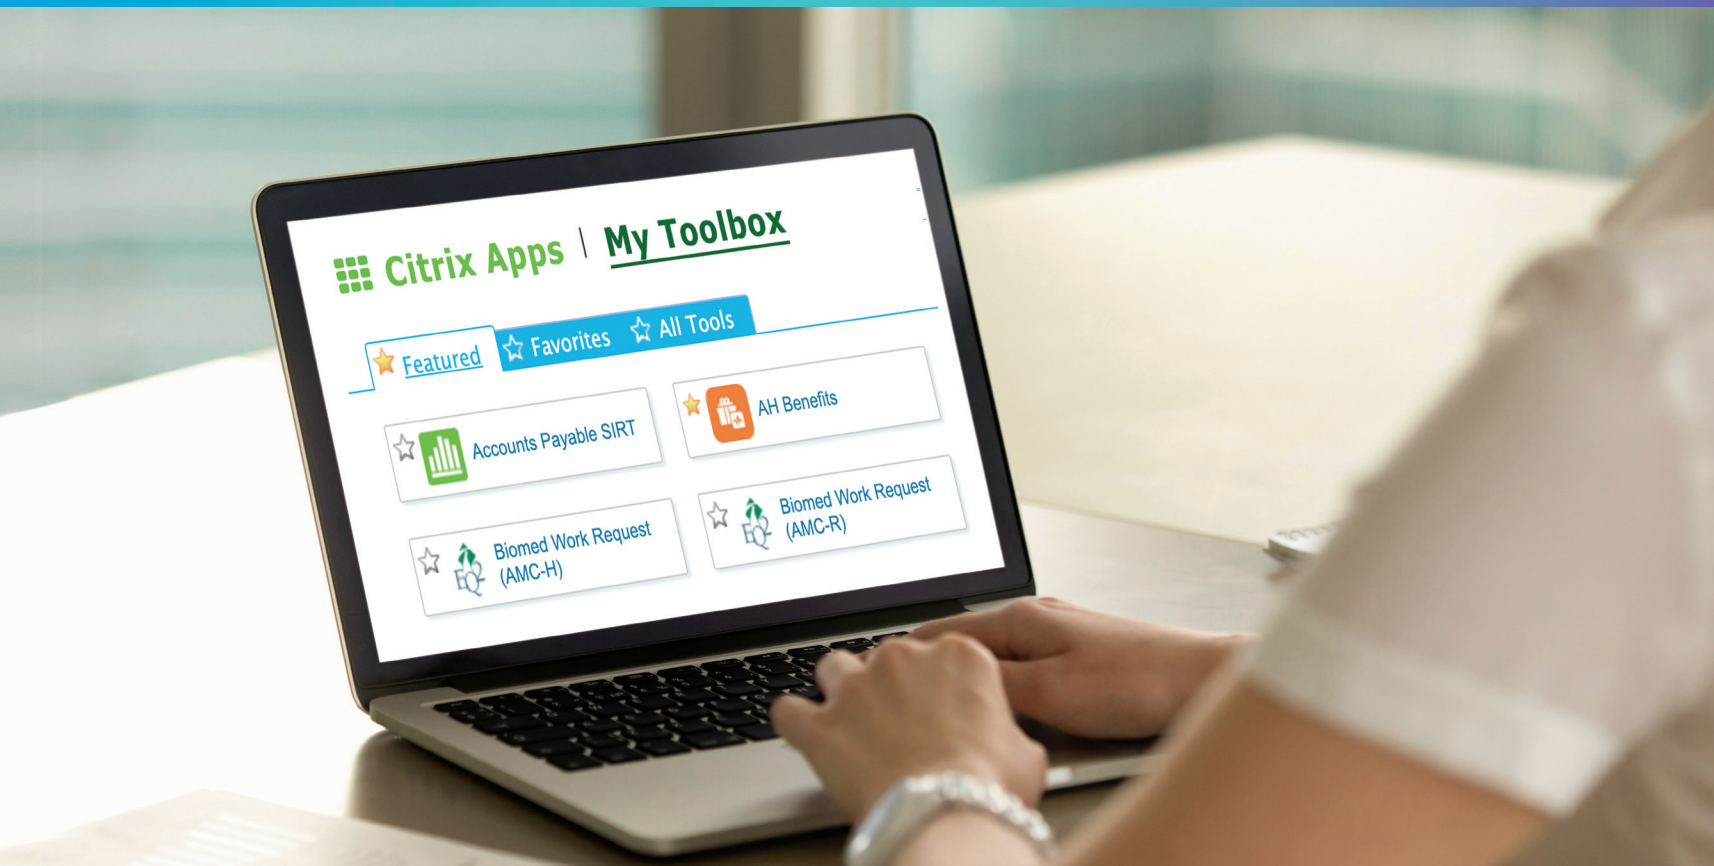 Citrix Apps | My Toolbox
Featured Favorites All Tools
Accounts Payable SIRT
AH Benefits
Biomed Work Request
(AMC-H)
Biomed Work Request
(AMC-R)